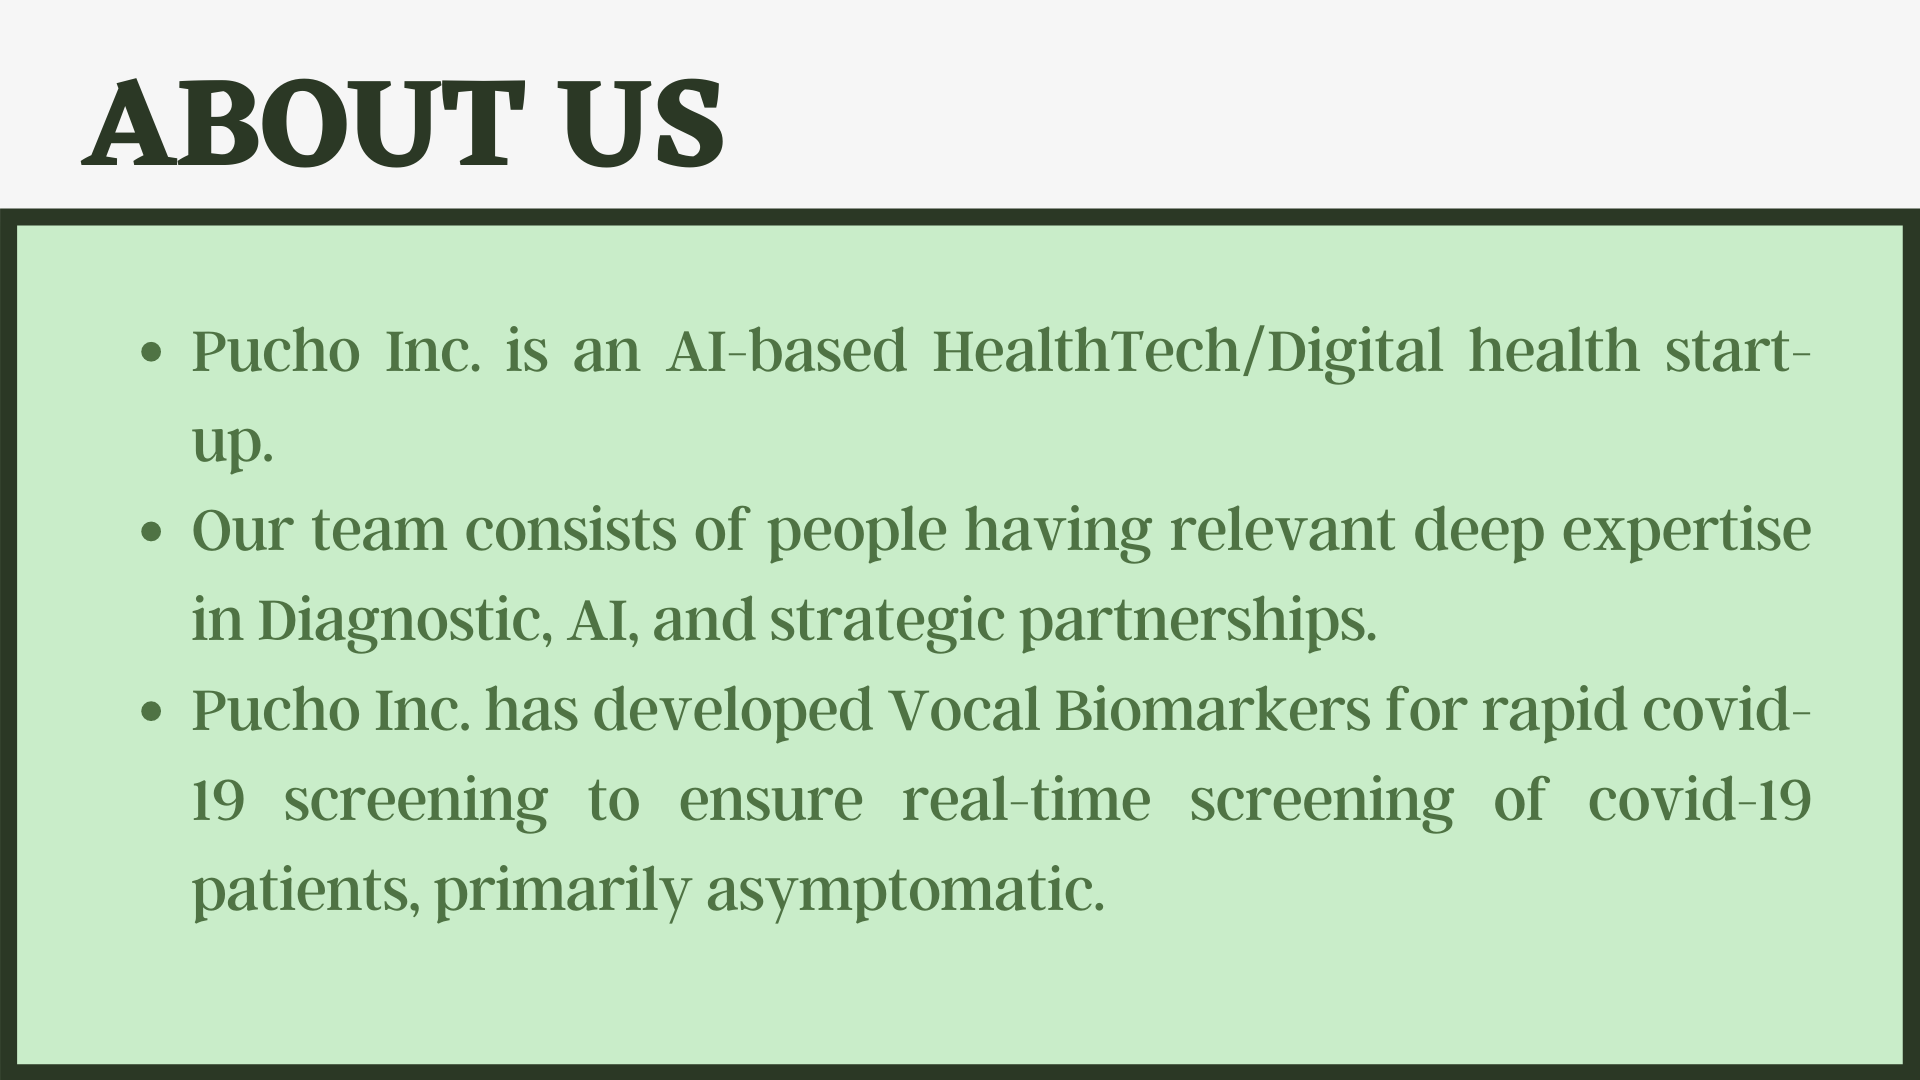 ABOUT US
• Pucho Inc. is an AI-based HealthTech/Digital health start-
up.
• Our team consists of people having relevant deep expertise
in Diagnostic, AI, and strategic partnerships.
• Pucho Inc. has developed Vocal Biomarkers for rapid covid-
19 screening to ensure real-time screening of covid-19
patients, primarily asymptomatic.